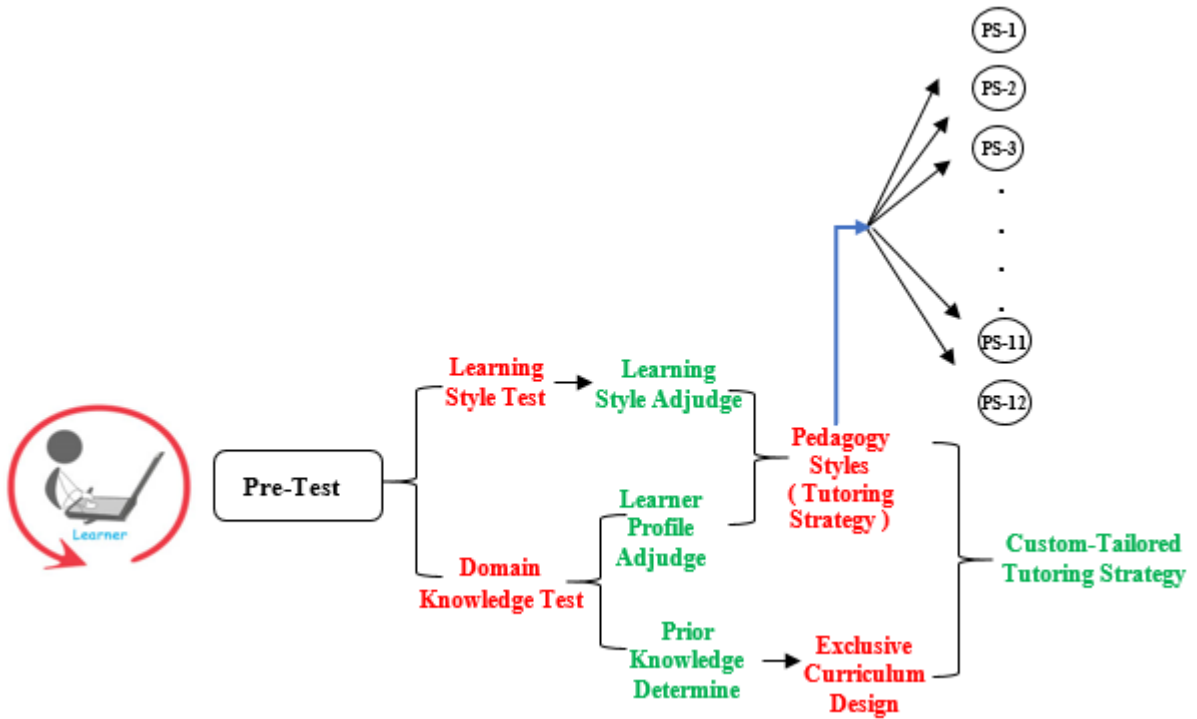 PS-1
PS-2
PS-3
.
.
.
.
PS-11
PS-12
Learning
Style Test
Learning
Style Adjudge
Pedagogy
Styles
( Tutoring
Strategy )
Learner
Pre-Test
Learner
Profile
Adjudge
Domain
Knowledge Test
Custom-Tailored
Tutoring Strategy
Prior
Knowledge
Determine
Exclusive
Curriculum
Design